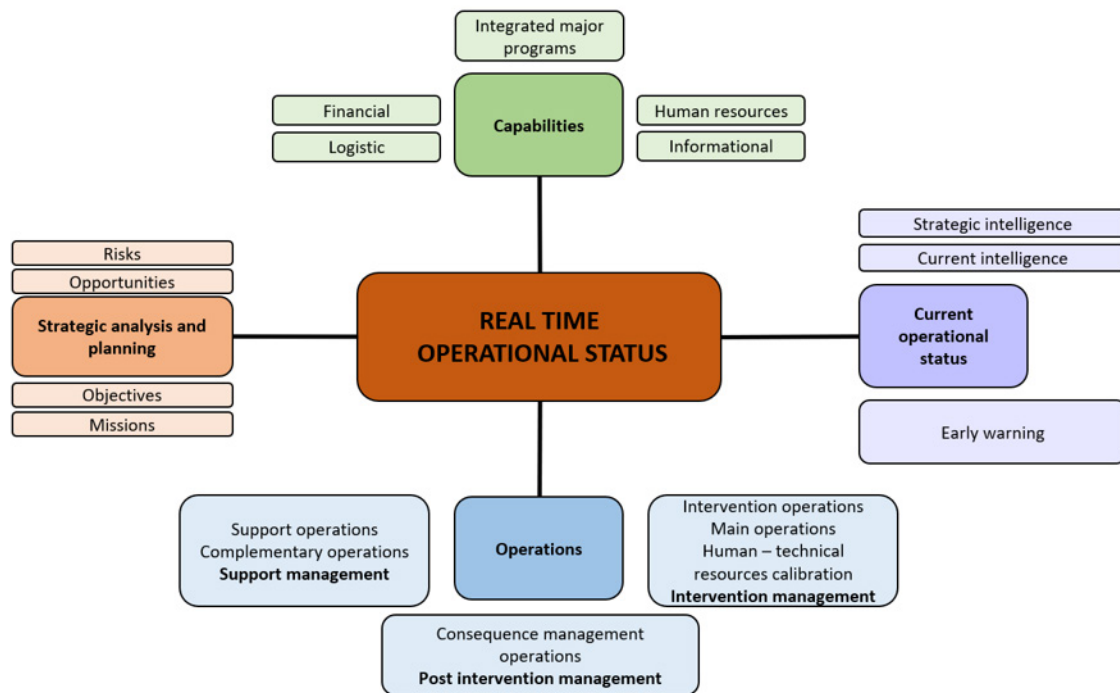 Integrated major
programs
Financial
Logistic
Capabilities
Human resources
Informational
Strategic intelligence
Current intelligence
Current
operational
status
Early warning
Risks
Opportunities
Strategic analysis and
planning
Objectives
Missions
REAL TIME
OPERATIONAL STATUS
Support operations
Complementary operations
Support management
Operations
Intervention operations
Main operations
Human – technical
resources calibration
Intervention management
Consequence management
operations
Post intervention management